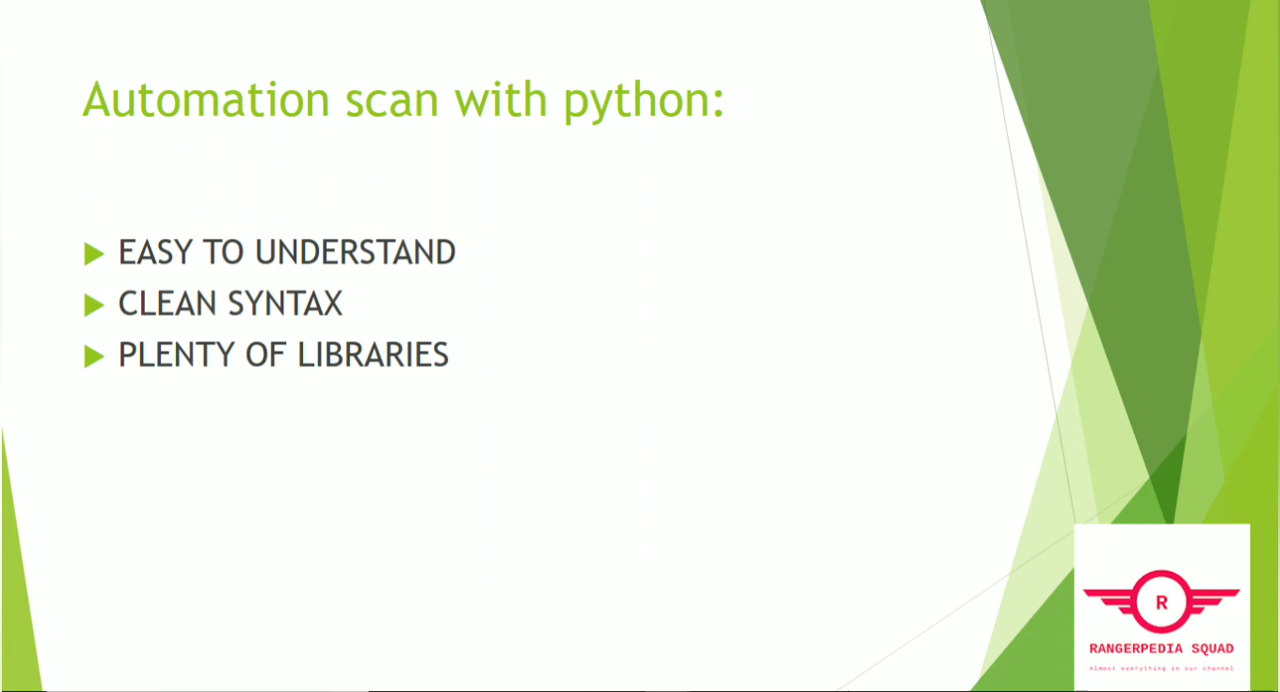 Automation scan with python:
EASY TO UNDERSTAND
CLEAN SYNTAX
PLENTY OF LIBRARIES
R
RANGERPEDIA SQUAD
Almost everything in our channel